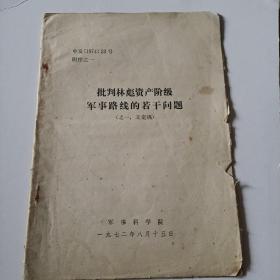 中发〔1974〕23号
附件之一
批判林彪资产阶级
军事路线的若干问题
(之一,未定稿)
军事科学院
一九七二年八月十五日